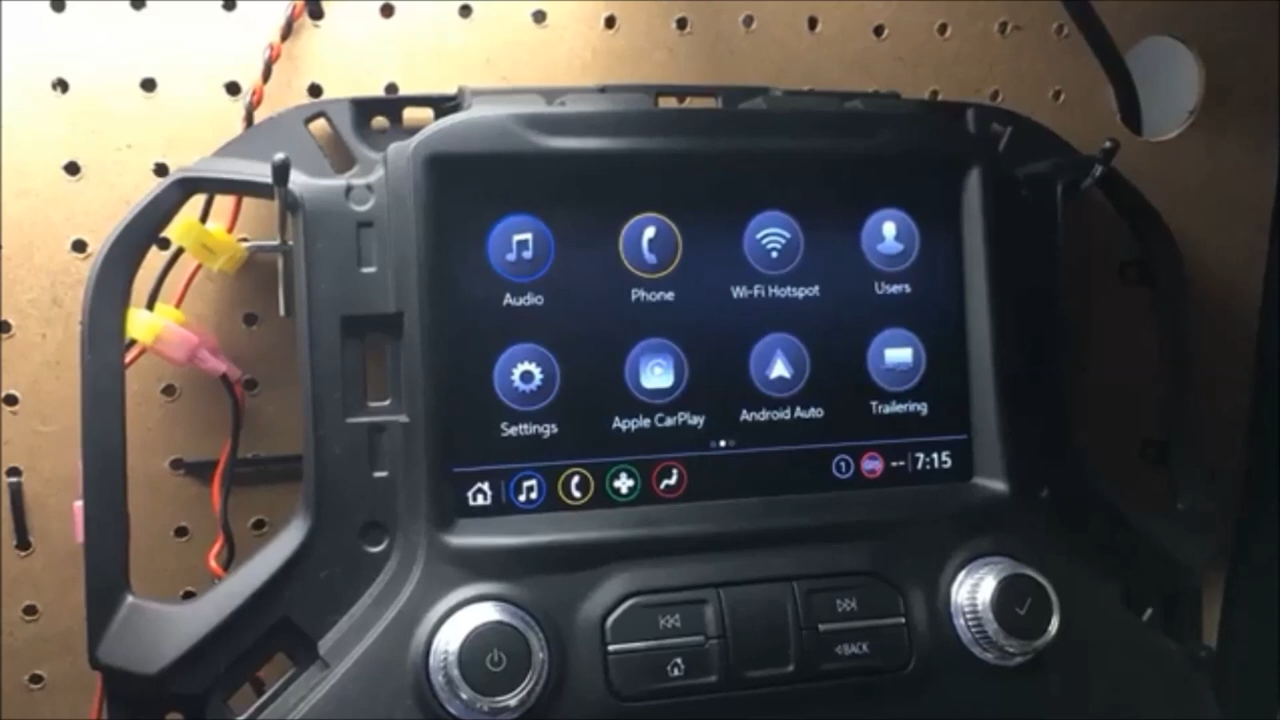 Audio
Phone
Wi-Fi Hotspot
Users
Settings
Apple CarPlay
Android Auto
Trailering
1
-- 7:15
BACK